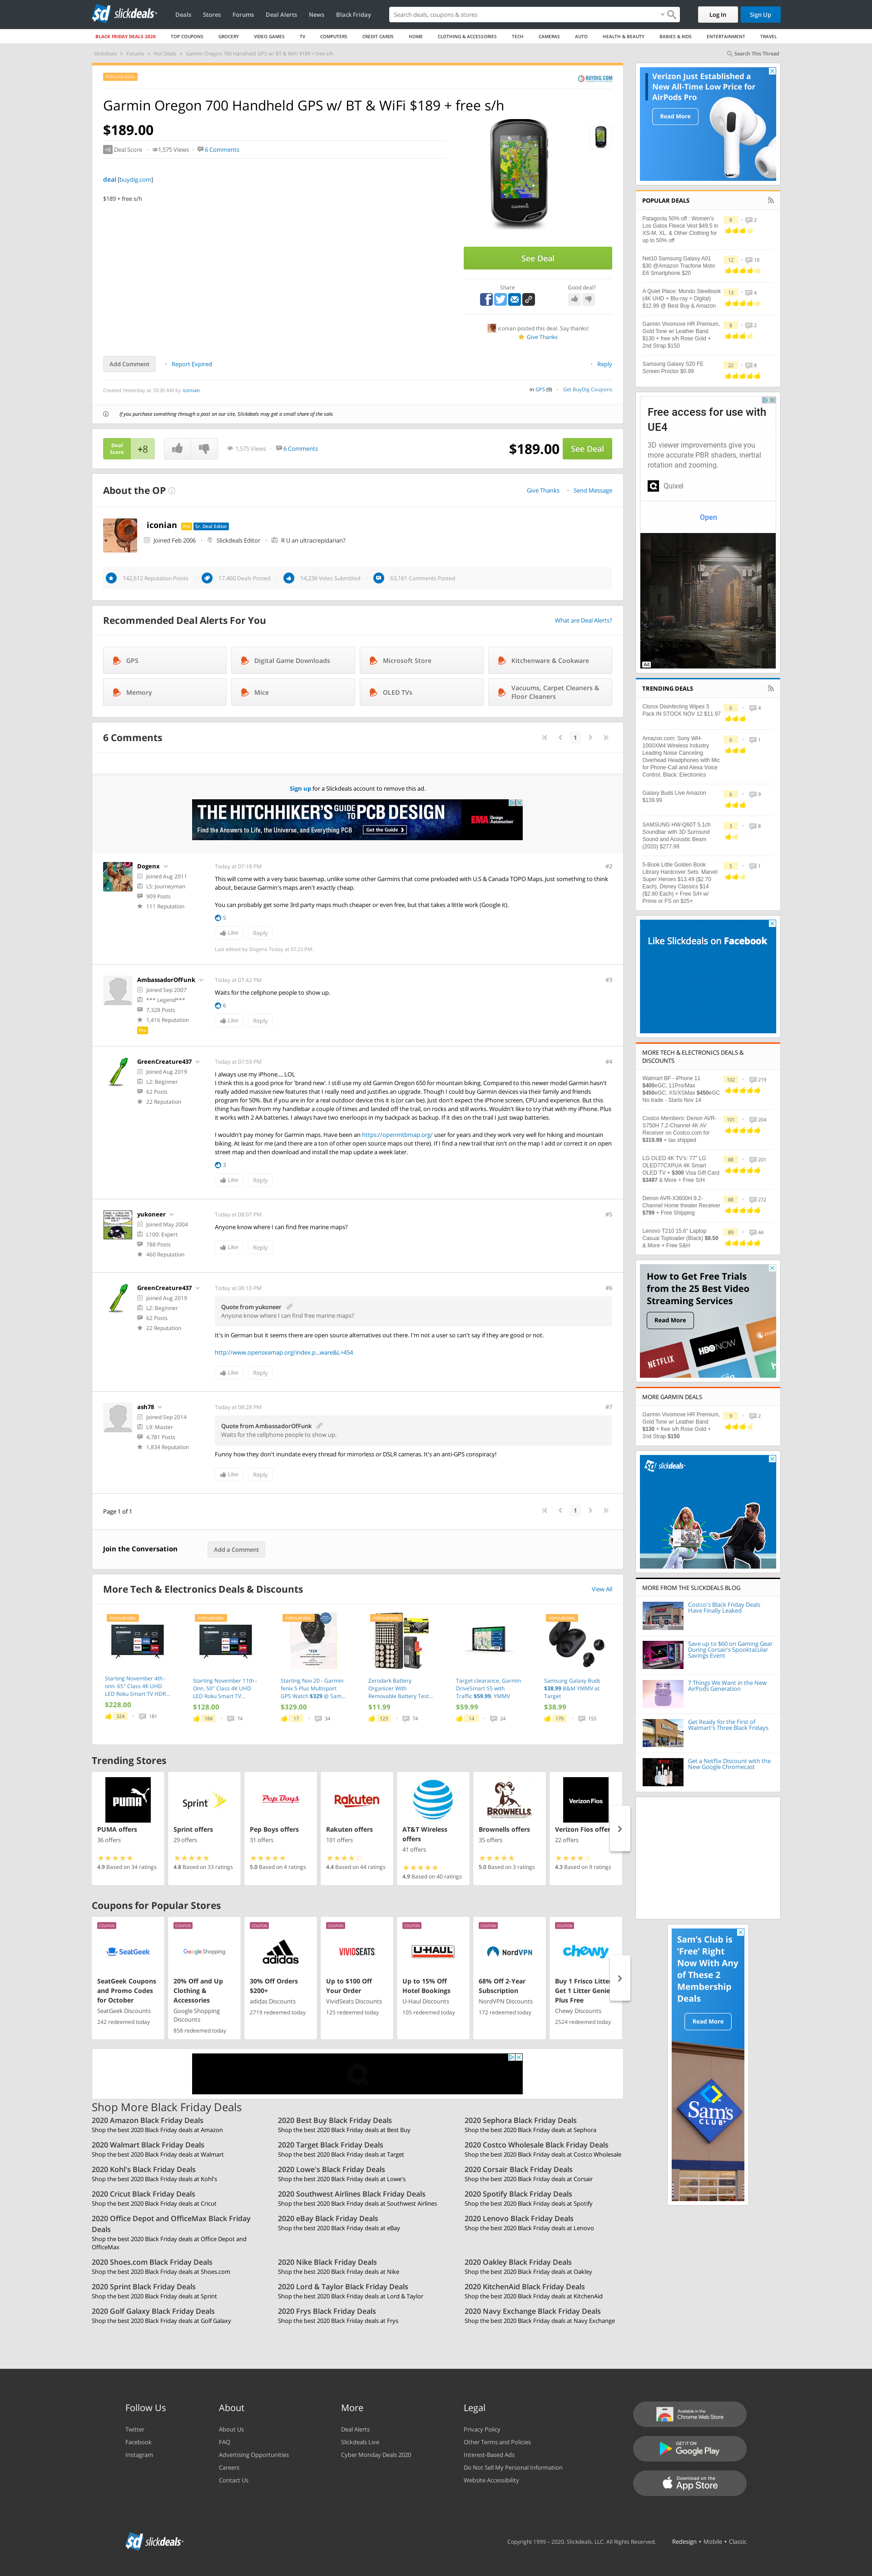 slickdeals
Deals
Stores
Forums
Deal Alerts
News
Black Friday
Search deals, coupons & stores
Log In
Sign Up
BLACK FRIDAY DEALS 2020
TOP COUPONS
GROCERY
VIDEO GAMES
TV
COMPUTERS
CREDIT CARDS
HOME
CLOTHING & ACCESSORIES
TECH
CAMERAS
AUTO
HEALTH & BEAUTY
BABIES & KIDS
ENTERTAINMENT
TRAVEL
Slickdeals
Forums
Hot Deals
Garmin Oregon 700 Handheld GPS w/ BT & WiFi $189 + free s/h
Search This Thread
POPULAR DEAL
BUYDIG.COM
Garmin Oregon 700 Handheld GPS w/ BT & WiFi $189 + free s/h
$189.00
+8 Deal Score
1,575 Views
6 Comments
deal [buydig.com]
$189 + free s/h
See Deal
Share
Good deal?
iconian posted this deal. Say thanks!
Give Thanks
Add Comment
Report Expired
Reply
Created Yesterday at 10:30 AM by iconian
in GPS (9)
Get BuyDig Coupons
If you purchase something through a post on our site, Slickdeals may get a small share of the sale.
Deal Score
+8
1,575 Views
6 Comments
$189.00
See Deal
About the OP
Give Thanks
Send Message
iconian
Pro
Sr. Deal Editor
Joined Feb 2006
Slickdeals Editor
R U an ultracrepidarian?
142,612 Reputation Points
17,460 Deals Posted
14,236 Votes Submitted
63,161 Comments Posted
Recommended Deal Alerts For You
What are Deal Alerts?
GPS
Digital Game Downloads
Microsoft Store
Kitchenware & Cookware
Memory
Mice
OLED TVs
Vacuums, Carpet Cleaners & Floor Cleaners
6 Comments
1
Sign up for a Slickdeals account to remove this ad.
THE HITCHHIKER'S GUIDE TO PCB DESIGN
Find the Answers to Life, the Universe, and Everything PCB
Get the Guide
EMA Design Automation
Dogenx
Joined Aug 2011
L5: Journeyman
909 Posts
111 Reputation
Today at 07:18 PM
#2
This will come with a very basic basemap, unlike some other Garmins that come preloaded with U.S & Canada TOPO Maps. Just something to think about, because Garmin's maps aren't exactly cheap.
You can probably get some 3rd party maps much cheaper or even free, but that takes a little work (Google it).
5
Like
Reply
Last edited by Dogenx Today at 07:23 PM.
AmbassadorOfFunk
Joined Sep 2007
*** Legend***
7,328 Posts
1,416 Reputation
Pro
Today at 07:42 PM
#3
Waits for the cellphone people to show up.
6
Like
Reply
GreenCreature437
Joined Aug 2019
L2: Beginner
62 Posts
22 Reputation
Today at 07:59 PM
#4
I always use my iPhone.... LOL
I think this is a good price for 'brand new'. I still use my old Garmin Oregon 650 for mountain biking. Compared to this newer model Garmin hasn't really added massive new features that I really need and justifies an upgrade. Though I could buy Garmin devices through my family and friends program for 50%. But if you look for a good outdoor GPS this is it (or can be). Just don't expect the newest screen, CPU and user experience. But this thing has flown from my handlebar a couple of times and landed off the trail, on rocks and still works. Wouldn't like to try that with my iPhone. Plus it works with 2 AA batteries. I always have two sets of non rechargeable batteries in my backpack as backup. If it dies on the trail I just swap batteries.
I wouldn't pay money for Garmin maps. Have been an https://openmtbmap.org/ user for years and they work very well for hiking and mountain biking. At leas for me (and there are a ton of other open source maps out there). If I find a new trail that isn't on the map I add or correct it on open street map and then download and install the map update a week later.
3
Like
Reply
yukoneer
Joined May 2004
L100: Expert
788 Posts
460 Reputation
Today at 08:07 PM
#5
Anyone know where I can find free marine maps?
Like
Reply
GreenCreature437
Joined Aug 2019
L2: Beginner
62 Posts
22 Reputation
Today at 08:10 PM
#6
Quote from yukoneer
Anyone know where I can find free marine maps?
It's in German but it seems there are open source alternatives out there. I'm not a user so can't say if they are good or not.
http://www.openseamap.org/index.p...ware&L=454
Like
Reply
ash78
Joined Sep 2014
L9: Master
4,781 Posts
1,834 Reputation
Today at 08:28 PM
#7
Quote from AmbassadorOfFunk
Waits for the cellphone people to show up.
Funny how they don't inundate every thread for mirrorless or DSLR cameras. It's an anti-GPS conspiracy!
Like
Reply
Page 1 of 1
1
Join the Conversation
Add a Comment
More Tech & Electronics Deals & Discounts
View All
Starting November 4th - onn. 65" Class 4K UHD LED Roku Smart TV HDR...
$228.00
324
181
Starting November 11th - Onn. 50" Class 4K UHD LED Roku Smart TV...
$128.00
184
74
Starting Nov 20 - Garmin fenix 5 Plus Multisport GPS Watch $329 @ Sam...
$329.00
17
34
Zerodark Battery Organizer With Removable Battery Test...
$11.99
123
74
Target clearance, Garmin DriveSmart 55 with Traffic $59.99, YMMV
$59.99
14
24
Samsung Galaxy Buds $38.99 B&M YMMV at Target
$38.99
170
155
Trending Stores
PUMA offers
36 offers
4.9 Based on 34 ratings
Sprint offers
29 offers
4.8 Based on 33 ratings
Pep Boys offers
31 offers
5.0 Based on 4 ratings
Rakuten offers
101 offers
4.4 Based on 44 ratings
AT&T Wireless offers
41 offers
4.9 Based on 40 ratings
Brownells offers
35 offers
5.0 Based on 3 ratings
Verizon Fios offers
22 offers
4.3 Based on 9 ratings
Coupons for Popular Stores
SeatGeek Coupons and Promo Codes for October
SeatGeek Discounts
242 redeemed today
20% Off and Up Clothing & Accessories
Google Shopping Discounts
858 redeemed today
30% Off Orders $200+
adidas Discounts
2719 redeemed today
Up to $100 Off Your Order
VividSeats Discounts
125 redeemed today
Up to 15% Off Hotel Bookings
U-Haul Discounts
105 redeemed today
68% Off 2-Year Subscription
NordVPN Discounts
172 redeemed today
Buy 1 Frisco Litter Get 1 Litter Genie Plus Free
Chewy Discounts
2524 redeemed today
Shop More Black Friday Deals
2020 Amazon Black Friday Deals
Shop the best 2020 Black Friday deals at Amazon
2020 Best Buy Black Friday Deals
Shop the best 2020 Black Friday deals at Best Buy
2020 Sephora Black Friday Deals
Shop the best 2020 Black Friday deals at Sephora
2020 Walmart Black Friday Deals
Shop the best 2020 Black Friday deals at Walmart
2020 Target Black Friday Deals
Shop the best 2020 Black Friday deals at Target
2020 Costco Wholesale Black Friday Deals
Shop the best 2020 Black Friday deals at Costco Wholesale
2020 Kohl's Black Friday Deals
Shop the best 2020 Black Friday deals at Kohl's
2020 Lowe's Black Friday Deals
Shop the best 2020 Black Friday deals at Lowe's
2020 Corsair Black Friday Deals
Shop the best 2020 Black Friday deals at Corsair
2020 Cricut Black Friday Deals
Shop the best 2020 Black Friday deals at Cricut
2020 Southwest Airlines Black Friday Deals
Shop the best 2020 Black Friday deals at Southwest Airlines
2020 Spotify Black Friday Deals
Shop the best 2020 Black Friday deals at Spotify
2020 Office Depot and OfficeMax Black Friday Deals
Shop the best 2020 Black Friday deals at Office Depot and OfficeMax
2020 eBay Black Friday Deals
Shop the best 2020 Black Friday deals at eBay
2020 Lenovo Black Friday Deals
Shop the best 2020 Black Friday deals at Lenovo
2020 Shoes.com Black Friday Deals
Shop the best 2020 Black Friday deals at Shoes.com
2020 Nike Black Friday Deals
Shop the best 2020 Black Friday deals at Nike
2020 Oakley Black Friday Deals
Shop the best 2020 Black Friday deals at Oakley
2020 Sprint Black Friday Deals
Shop the best 2020 Black Friday deals at Sprint
2020 Lord & Taylor Black Friday Deals
Shop the best 2020 Black Friday deals at Lord & Taylor
2020 KitchenAid Black Friday Deals
Shop the best 2020 Black Friday deals at KitchenAid
2020 Golf Galaxy Black Friday Deals
Shop the best 2020 Black Friday deals at Golf Galaxy
2020 Frys Black Friday Deals
Shop the best 2020 Black Friday deals at Frys
2020 Navy Exchange Black Friday Deals
Shop the best 2020 Black Friday deals at Navy Exchange
Verizon Just Established a New All-Time Low Price for AirPods Pro
Read More
POPULAR DEALS
Patagonia 50% off : Women's Los Gatos Fleece Vest $49.5 in XS-M, XL, & Other Clothing for up to 50% off
8
2
Net10 Samsung Galaxy A01 $30 @Amazon Tracfone Moto E6 Smartphone $20
12
10
A Quiet Place: Mondo Steelbook (4K UHD + Blu-ray + Digital) $12.99 @ Best Buy & Amazon
13
4
Garmin Vivomove HR Premium, Gold Tone w/ Leather Band $130 + free s/h Rose Gold + 2nd Strap $150
8
2
Samsung Galaxy S20 FE Screen Proctor $0.99
22
8
Free access for use with UE4
3D viewer improvements give you more accurate PBR shaders, inertial rotation and zooming.
Quixel
Open
Ad
TRENDING DEALS
Clorox Disinfecting Wipes 3 Pack IN STOCK NOV 12 $11.97
6
4
Amazon.com: Sony WH-1000XM4 Wireless Industry Leading Noise Canceling Overhead Headphones with Mic for Phone-Call and Alexa Voice Control, Black: Electronics
6
1
Galaxy Buds Live Amazon $139.99
6
9
SAMSUNG HW-Q60T 5.1ch Soundbar with 3D Surround Sound and Acoustic Beam (2020) $277.99
3
8
5-Book Little Golden Book Library Hardcover Sets: Marvel Super Heroes $13.49 ($2.70 Each), Disney Classics $14 ($2.80 Each) + Free S/H w/ Prime or FS on $25+
5
1
Like Slickdeals on Facebook
MORE TECH & ELECTRONICS DEALS & DISCOUNTS
Walmart BF - iPhone 11 $400eGC, 11Pro/Max $450eGC, XS/XSMax $450eGC No trade - Starts Nov 14
102
219
Costco Members: Denon AVR-S750H 7.2-Channel 4K AV Receiver on Costco.com for $319.99 + tax shipped
101
204
LG OLED 4K TV's: 77" LG OLED77CXPUA 4K Smart OLED TV + $300 Visa Gift Card $3497 & More + Free S/H
88
201
Denon AVR-X3600H 9.2-Channel Home theater Receiver $799 + Free Shipping
88
272
Lenovo T210 15.6" Laptop Casual Toploader (Black) $9.50 & More + Free S&H
89
44
How to Get Free Trials from the 25 Best Video Streaming Services
Read More
NETFLIX
HBO NOW
MORE GARMIN DEALS
Garmin Vivomove HR Premium, Gold Tone w/ Leather Band $130 + free s/h Rose Gold + 2nd Strap $150
9
2
slickdeals
MORE FROM THE SLICKDEALS BLOG
Costco's Black Friday Deals Have Finally Leaked
Save up to $60 on Gaming Gear During Corsair's Spooktacular Savings Event
7 Things We Want in the New AirPods Generation
Get Ready for the First of Walmart's Three Black Fridays
Get a Netflix Discount with the New Google Chromecast
Sam's Club is 'Free' Right Now With Any of These 2 Membership Deals
Read More
Sam's CLUB
Follow Us
Twitter
Facebook
Instagram
About
About Us
FAQ
Advertising Opportunities
Careers
Contact Us
More
Deal Alerts
Slickdeals Live
Cyber Monday Deals 2020
Legal
Privacy Policy
Other Terms and Policies
Interest-Based Ads
Do Not Sell My Personal Information
Website Accessibility
Available in the Chrome Web Store
GET IT ON Google Play
Download on the App Store
slickdeals
Copyright 1999 - 2020. Slickdeals, LLC. All Rights Reserved.
Redesign • Mobile • Classic